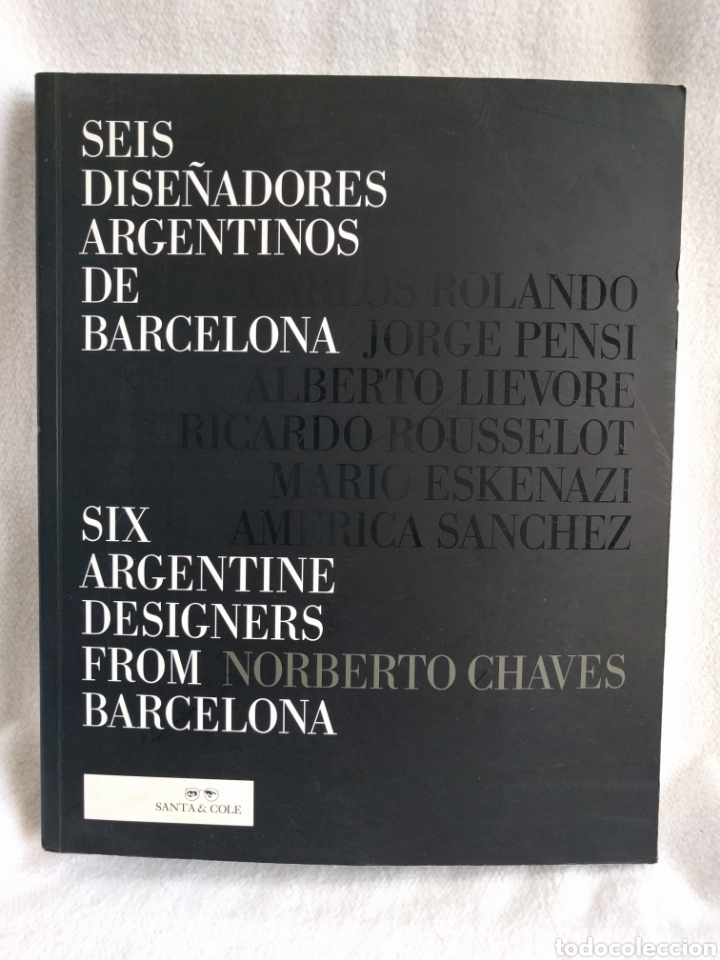 SEIS
DISEÑADORES
ARGENTINOS
DE CARLOS ROLANDO
BARCELONA JORGE PENSI
ALBERTO LIEVORE
RICARDO ROUSSELOT
MARIO ESKENAZI
SIX AMERICA SANCHEZ
ARGENTINE
DESIGNERS
FROM NORBERTO CHAVES
BARCELONA
SANTA & COLE
todocoleccion